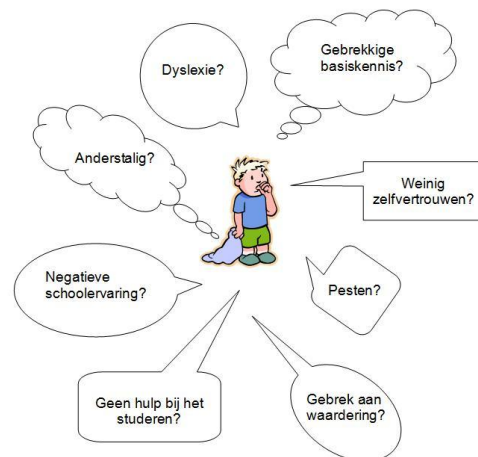 Dyslexie?
Gebrekkige
basiskennis?
Anderstalig?
Weinig
zelfvertrouwen?
Negatieve
schoolervaring?
Pesten?
Geen hulp bij het
studeren?
Gebrek aan
waardering?